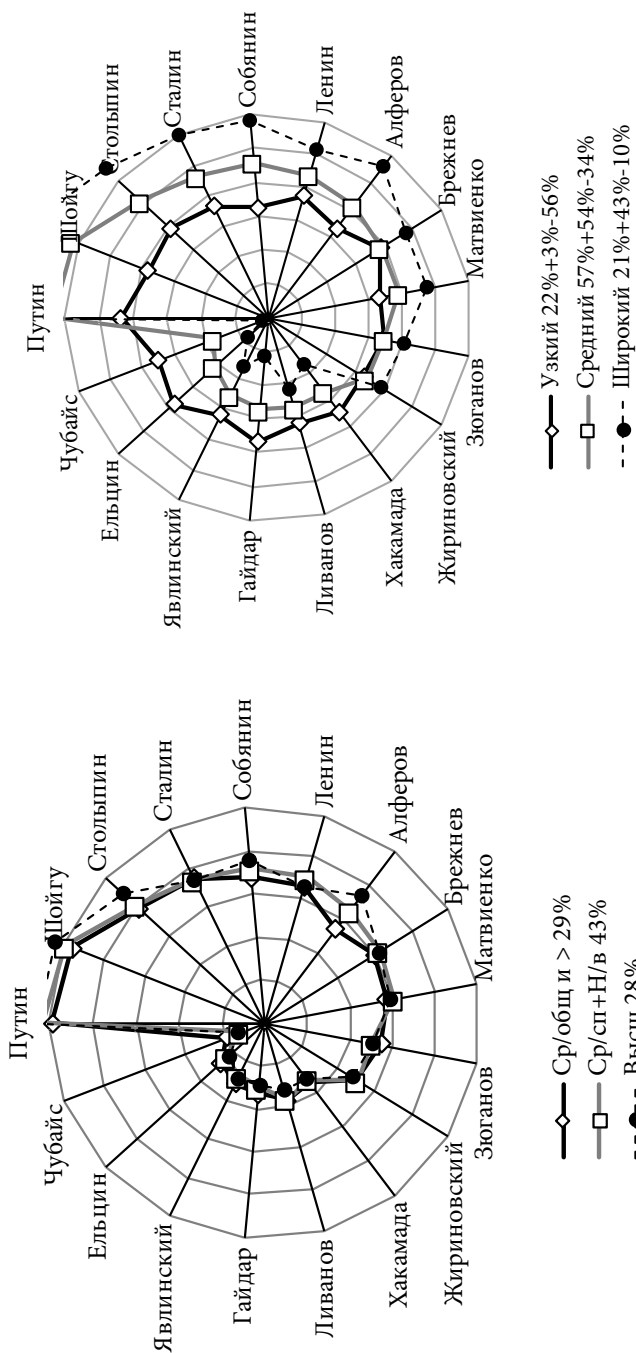 Путин
Шойгу
Столыпин
Сталин
Собянин
Ленин
Алферов
Брежнев
Матвиенко
Зюганов
Жириновский
Хакамада
Ливанов
Гайдар
Явлинский
Ельцин
Чубайс
Ср/общ и > 29%
Ср/сп+Н/в 43%
Высш 28%
Путин
Шойгу
Столыпин
Сталин
Собянин
Ленин
Алферов
Брежнев
Матвиенко
Зюганов
Жириновский
Хакамада
Ливанов
Гайдар
Явлинский
Ельцин
Чубайс
Узкий 22%+3%-56%
Средний 57%+54%-34%
Широкий 21%+43%-10%